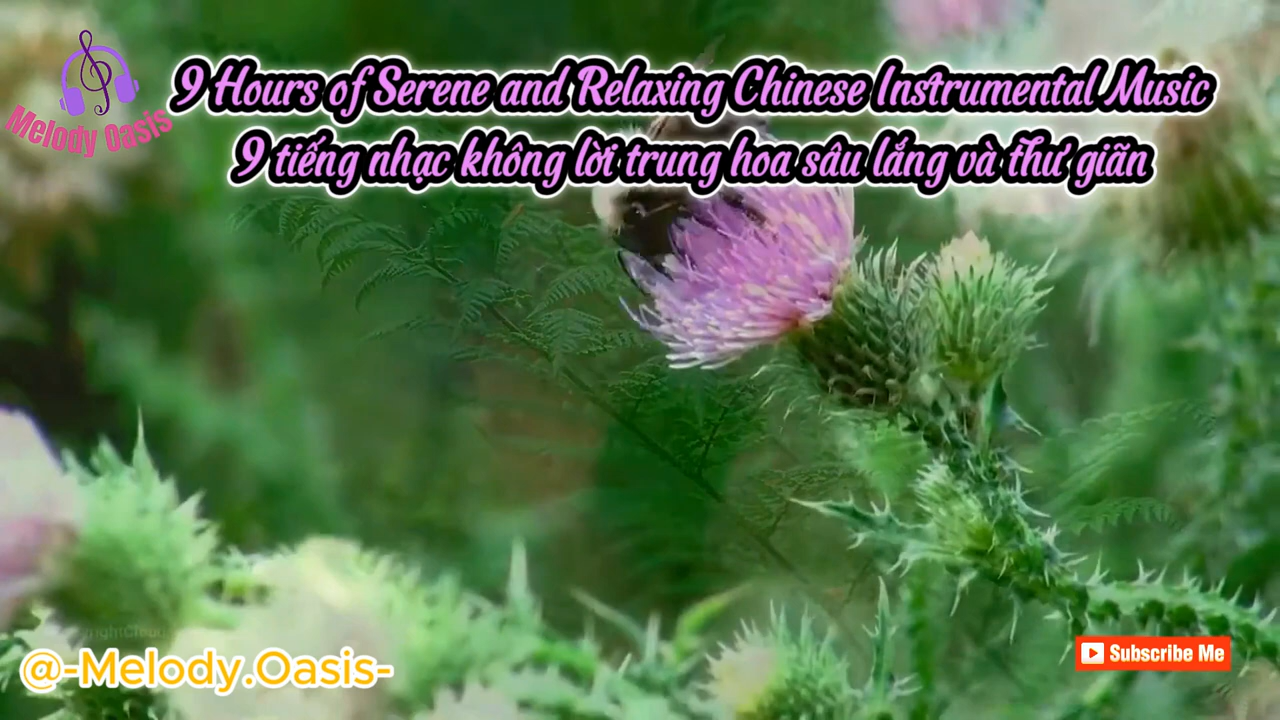 Melody Oasis
9 Hours of Serene and Relaxing Chinese Instrumental Music
9 tiếng nhạc không lời trung hoa sâu lắng và thư giãn
@-Melody.Oasis-
Subscribe Me